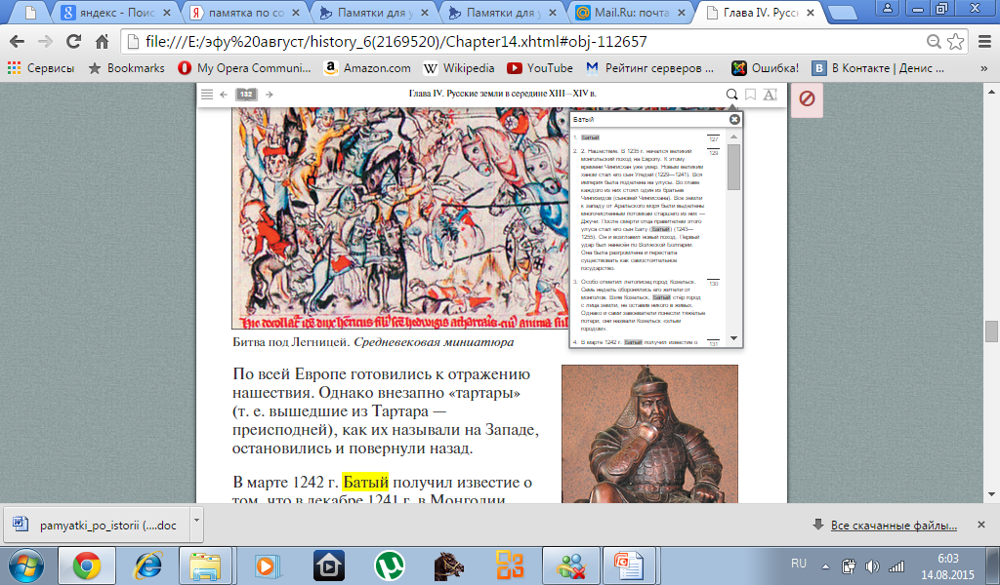 яндекс - Поис
памятка по со
Памятки для у
Памятки для у
Mail.Ru: почта
Глава IV. Русс
file:///E:/эфу%20август/history_6(2169520)/Chapter14.xhtml#obj-112657
Сервисы
Bookmarks
My Opera Communi...
Amazon.com
Wikipedia
YouTube
Рейтинг серверов ...
Ошибка!
В Контакте | Денис ...
»
132
Глава IV. Русские земли в середине XIII—XIV в.
Батый
1. Батый 127
2. 2. Нашествие. В 1235 г. начался великий 129
монгольский поход на Европу. К этому
времени Чингисхан уже умер. Новым великим
ханом стал его сын Угедей (1229—1241). Вся
империя была поделена на улусы. Во главе
каждого из них стоял один из братьев
Чингизидов (сыновей Чингисхана). Все земли
к западу от Аральского моря были выделены
многочисленным потомкам старшего из них —
Джучи. После смерти отца правителем этого
улуса стал его сын Бату (Батый) (1243—
1255). Он и возглавил новый поход. Первый
удар был нанесён по Волжской Болгарии.
Она была разгромлена и перестала
существовать как самостоятельное
государство.
3. Особо отметил летописец город Козельск. 130
Семь недель оборонялись его жители от
монголов. Взяв Козельск, Батый стёр город
с лица земли, не оставив никого в живых.
Однако и сами завоеватели понесли тяжёлые
потери, они назвали Козельск «злым
городом».
4. В марте 1242 г. Батый получил известие о 131
Битва под Легницей. Средневековая миниатюра
По всей Европе готовились к отражению
нашествия. Однако внезапно «тартары»
(т. е. вышедшие из Тартара —
преисподней), как их называли на Западе,
остановились и повернули назад.
В марте 1242 г. Батый получил известие о
том, что в декабре 1241 г. в Монголии
pamyatki_po_istorii (....doc
Все скачанные файлы...
RU
6:03
14.08.2015